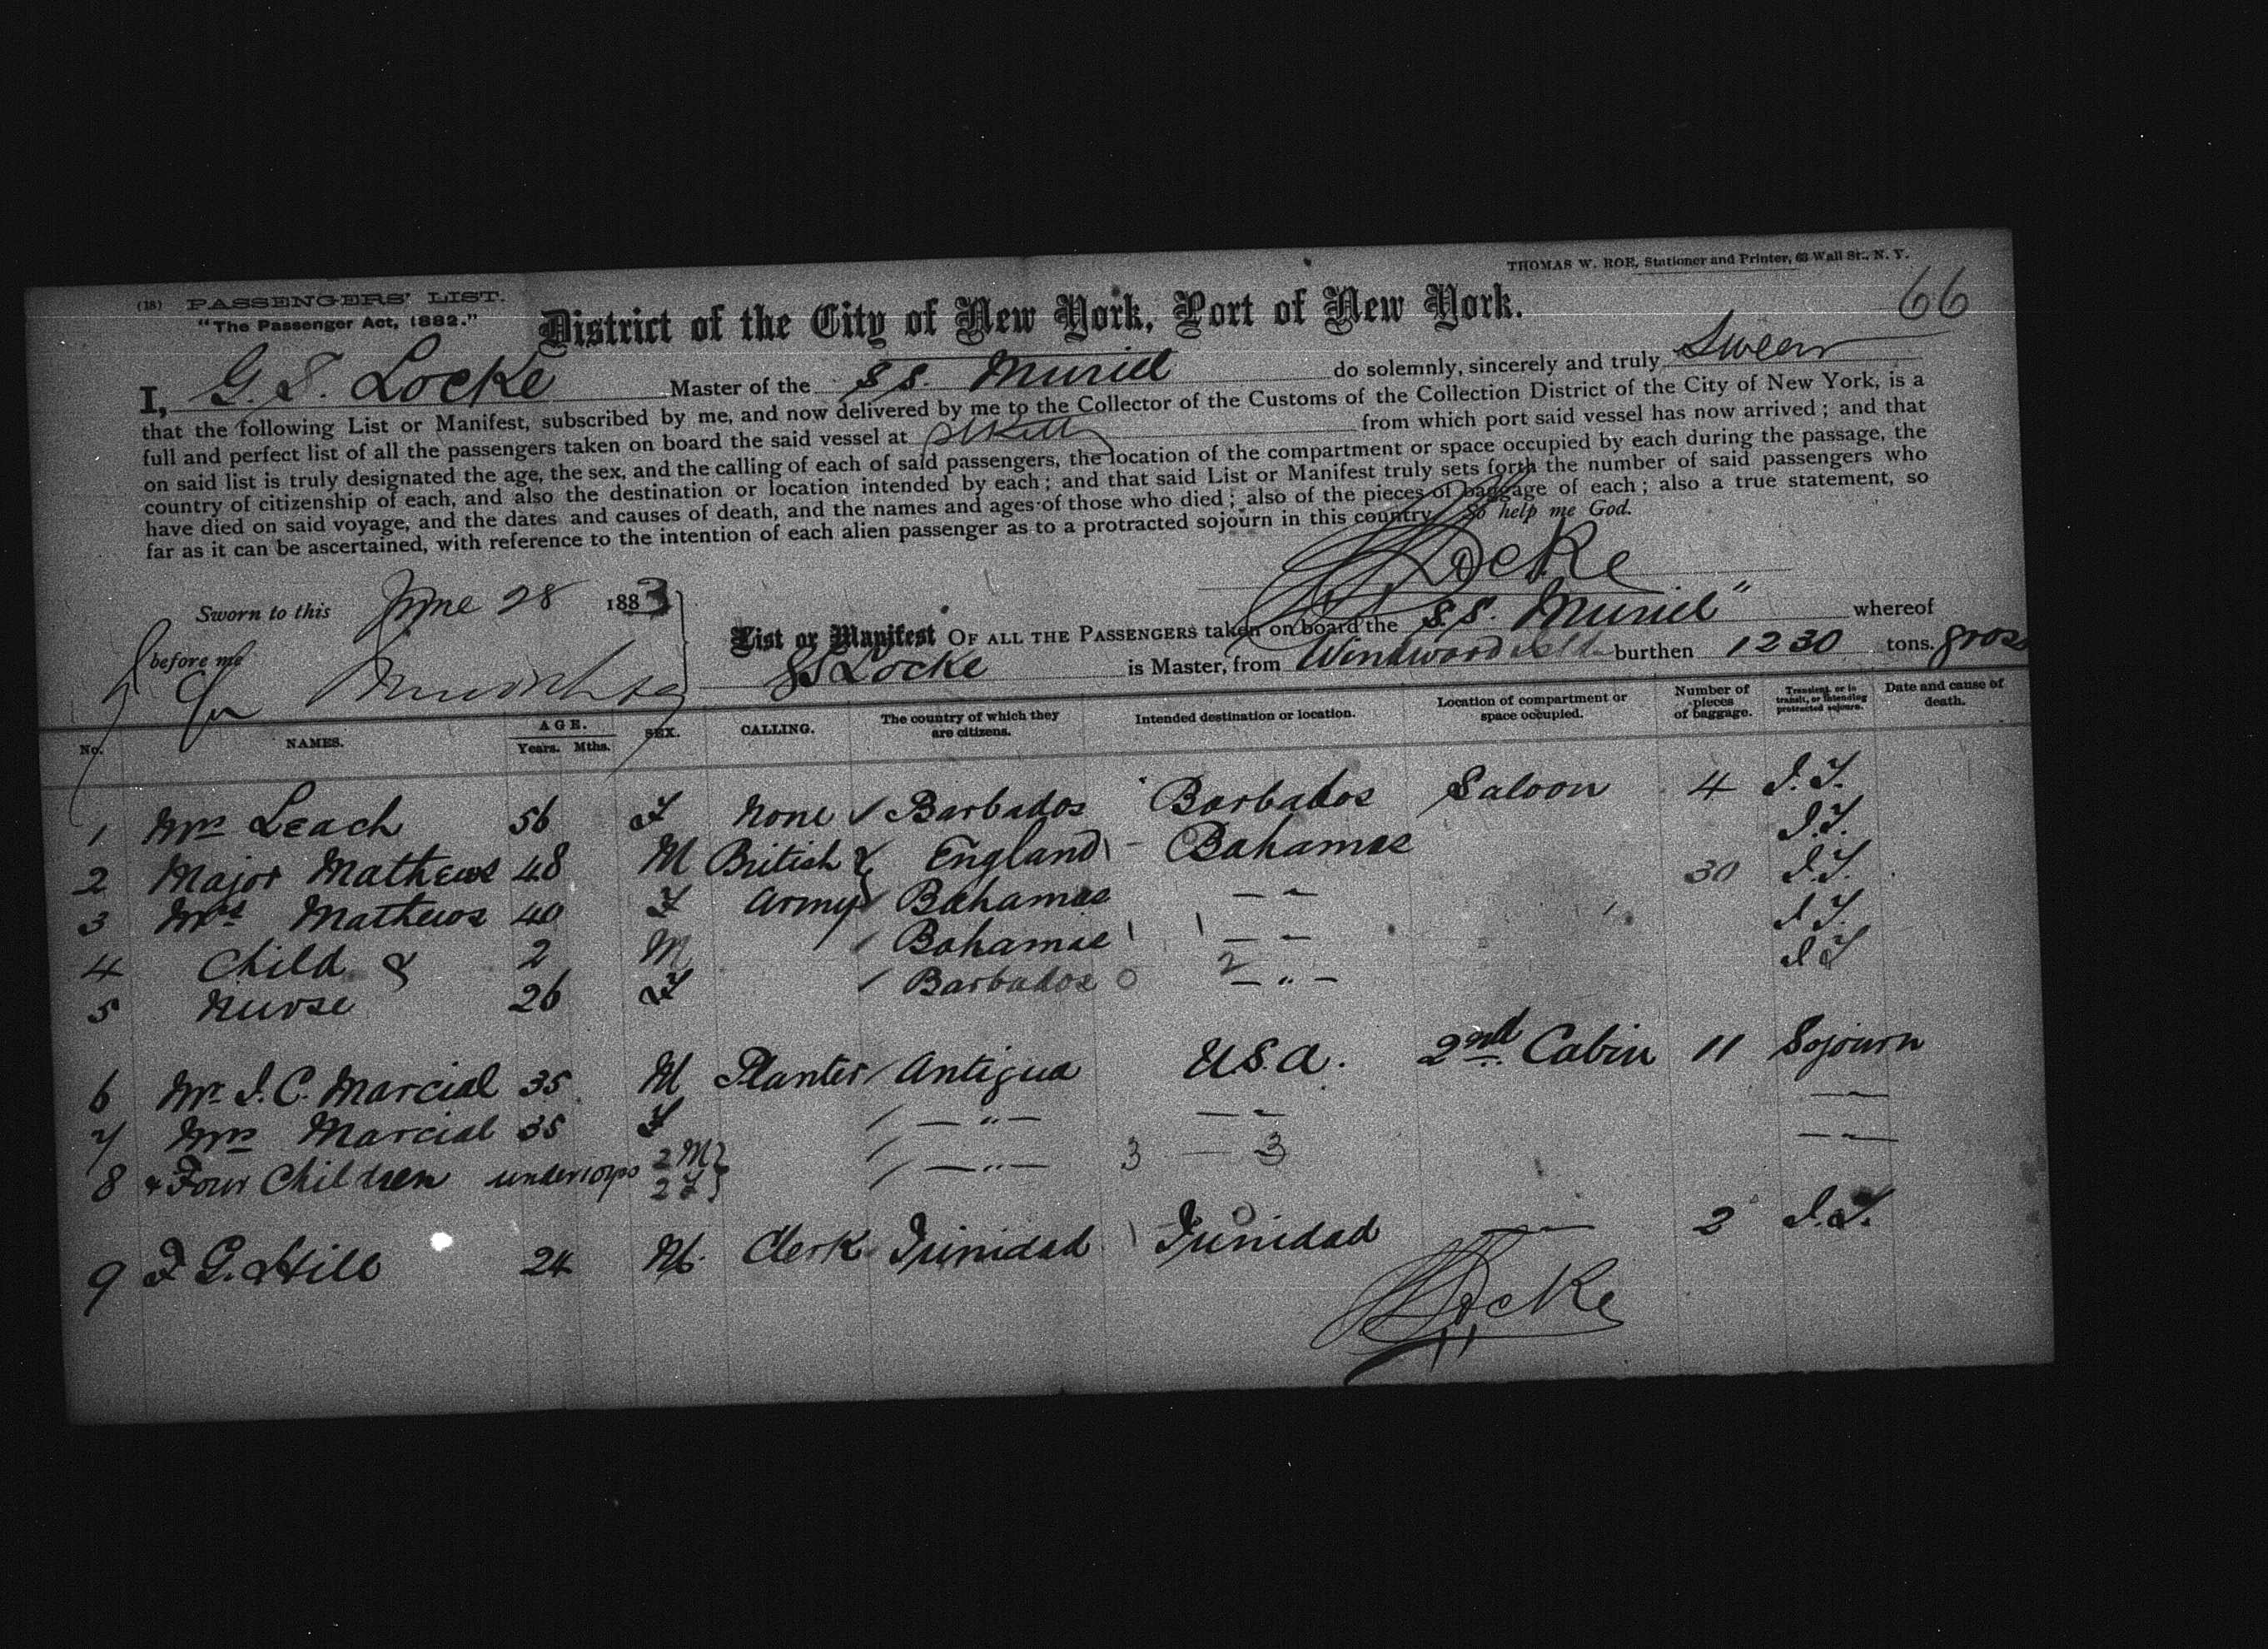 THOMAS W. ROE, Stationer and Printer, 63 Wall St., N. Y.
(18) PASSENGERS' LIST.
66
"The Passenger Act, 1882."
District of the City of New York, Port of New York.
I, G. S. Locke Master of the SS. Muriel do solemnly, sincerely and truly Swear
that the following List or Manifest, subscribed by me, and now delivered by me to the Collector of the Customs of the Collection District of the City of New York, is a
full and perfect list of all the passengers taken on board the said vessel at St Kitts from which port said vessel has now arrived; and that
on said list is truly designated the age, the sex, and the calling of each of said passengers, the location of the compartment or space occupied by each during the passage, the
country of citizenship of each, and also the destination or location intended by each; and that said List or Manifest truly sets forth the number of said passengers who
have died on said voyage, and the dates and causes of death, and the names and ages of those who died; also of the pieces of baggage of each; also a true statement, so
far as it can be ascertained, with reference to the intention of each alien passenger as to a protracted sojourn in this country. So help me God.
Locke
Sworn to this June 28 1883
before me
List or Manifest OF ALL THE PASSENGERS taken on board the S.S. Muriel" whereof
GS Locke is Master, from Windward burthen 1230 tons. gross
No. NAMES. AGE. Years. Mths. SEX. CALLING. The country of which they are citizens. Intended destination or location. Location of compartment or space occupied. Number of pieces of baggage. Transient, or in transit, or intending protracted sojourn. Date and cause of death.
1 Mrs Leach 56 F None / Barbados Barbados Saloon 4 I.T.
2 Major Mathews 48 M British & England Bahamas I.T.
3 Mrs Mathews 40 F Army / Bahamas — " 30 I.T.
4 Child & 2 M / Bahamas — " I.T.
5 Nurse 26 F / Barbados 0 2 — " — I T
6 Mr. J. C. Marcial 35 M Planter / Antigua U.S.A. 2nd Cabin 11 Sojourn
7 Mrs Marcial 35 F / — " — — " — " —
8 & Four Children under 10 yrs 2 M 2 F / — " — 3 — 3 — " —
9 F G. Hill 24 M. Clerk Trinidad Trinidad — " — 2 I.T.
Locke